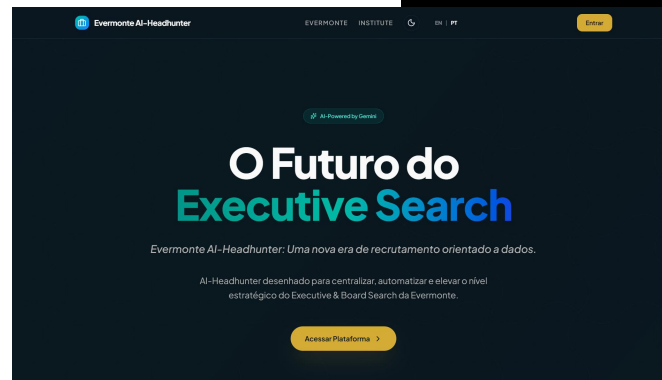 Evermonte AI-Headhunter
EVERMONTE INSTITUTE EN | PT
Entrar
AI-Powered by Gemini
O Futuro do
Executive Search
Evermonte AI-Headhunter: Uma nova era de recrutamento orientado a dados.
AI-Headhunter desenhado para centralizar, automatizar e elevar o nível
estratégico do Executive & Board Search da Evermonte.
Acessar Plataforma